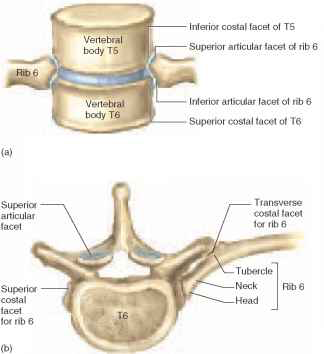 Vertebral
body T5
Rib 6
Vertebral
body T6
Inferior costal facet of T5
Superior articular facet of rib 6
Inferior articular facet of rib 6
Superior costal facet of T6
(a)
Superior
articular
facet
Superior
costal
facet
for rib 6
T6
Transverse
costal facet
for rib 6
Tubercle
Neck
Head
Rib 6
(b)